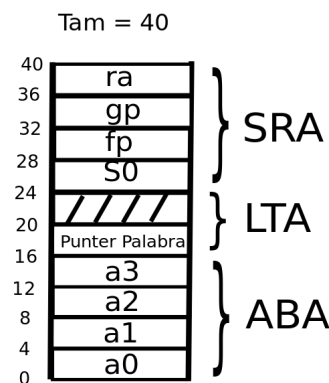 Tam = 40
40
ra
36
gp
32
fp
28
S0
24
20
Punter Palabra
16
a3
12
a2
8
a1
4
a0
0
SRA
LTA
ABA